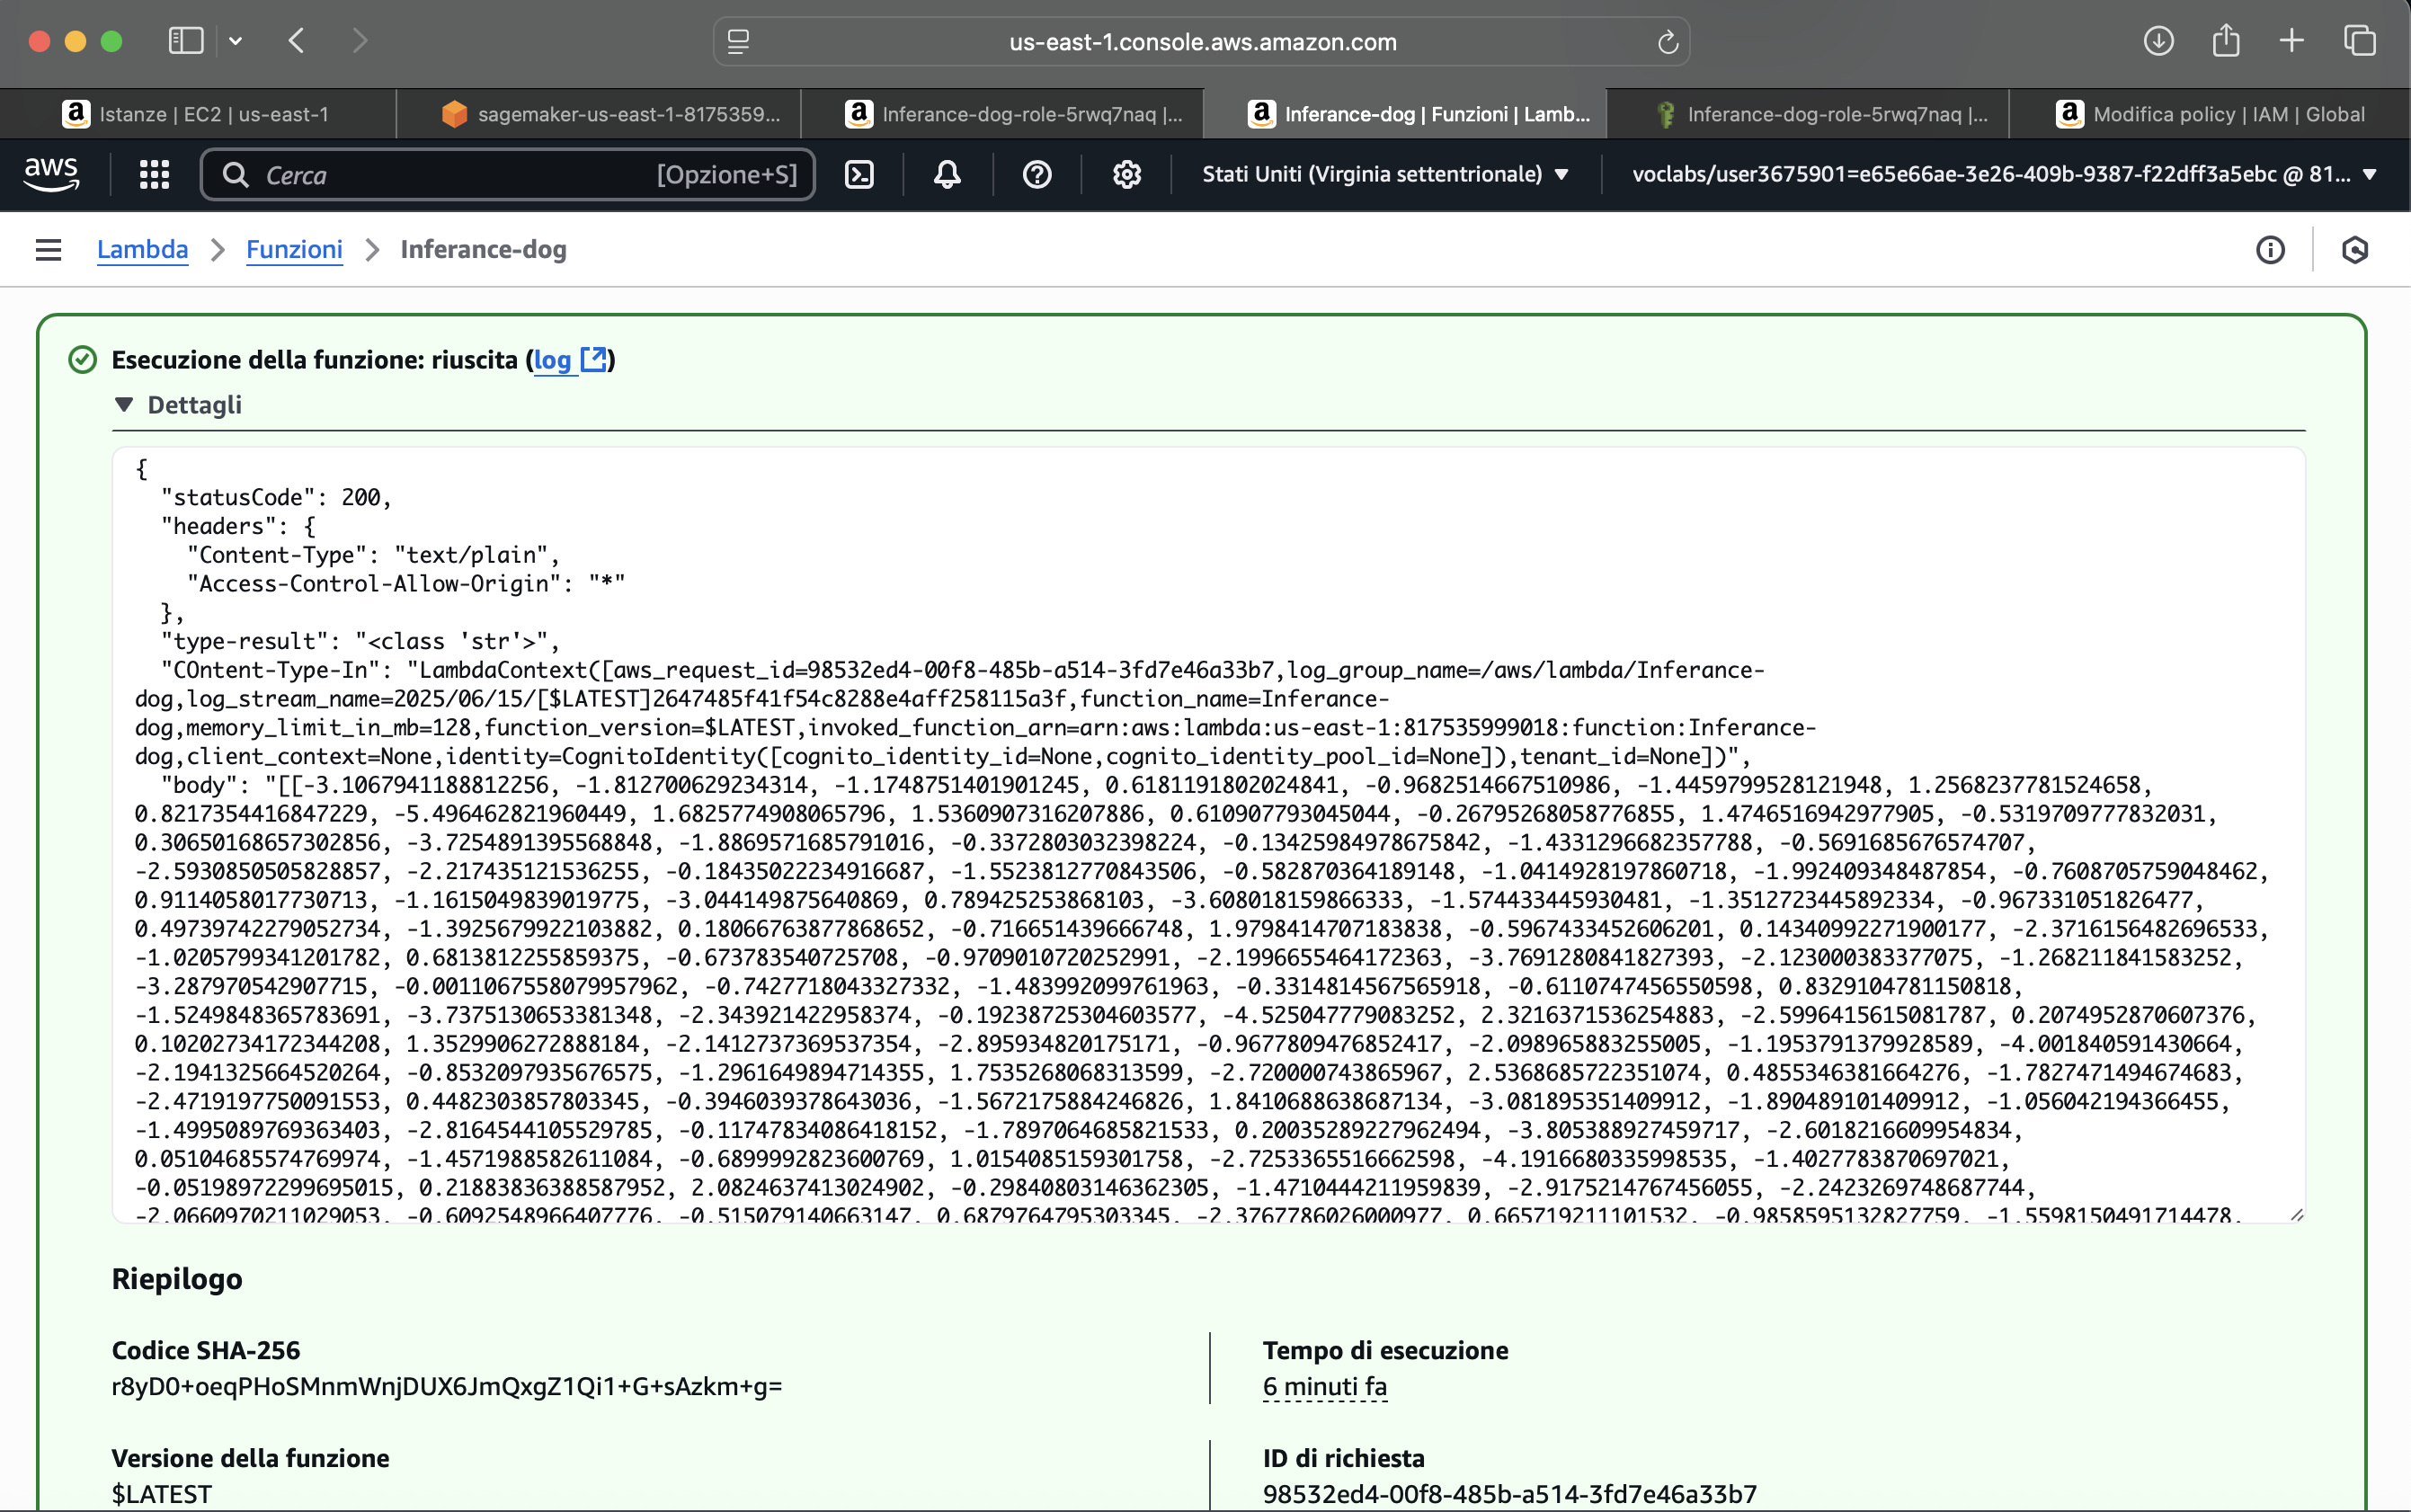 us-east-1.console.aws.amazon.com
Istanze | EC2 | us-east-1
sagemaker-us-east-1-8175359...
Inferance-dog-role-5rwq7naq |...
Inferance-dog | Funzioni | Lamb...
Inferance-dog-role-5rwq7naq |...
Modifica policy | IAM | Global
aws
Cerca
[Opzione+S]
Stati Uniti (Virginia settentrionale)
voclabs/user3675901=e65e66ae-3e26-409b-9387-f22dff3a5ebc @ 81...
Lambda > Funzioni > Inferance-dog
Esecuzione della funzione: riuscita (log)
Dettagli
{
"statusCode": 200,
"headers": {
"Content-Type": "text/plain",
"Access-Control-Allow-Origin": "*"
},
"type-result": "<class 'str'>",
"COntent-Type-In": "LambdaContext([aws_request_id=98532ed4-00f8-485b-a514-3fd7e46a33b7,log_group_name=/aws/lambda/Inferance-
dog,log_stream_name=2025/06/15/[$LATEST]2647485f41f54c8288e4aff258115a3f,function_name=Inferance-
dog,memory_limit_in_mb=128,function_version=$LATEST,invoked_function_arn=arn:aws:lambda:us-east-1:817535999018:function:Inferance-
dog,client_context=None,identity=CognitoIdentity([cognito_identity_id=None,cognito_identity_pool_id=None]),tenant_id=None])",
"body": "[[-3.1067941188812256, -1.812700629234314, -1.1748751401901245, 0.6181191802024841, -0.9682514667510986, -1.4459799528121948, 1.2568237781524658,
0.8217354416847229, -5.496462821960449, 1.6825774908065796, 1.5360907316207886, 0.610907793045044, -0.26795268058776855, 1.4746516942977905, -0.5319709777832031,
0.30650168657302856, -3.7254891395568848, -1.8869571685791016, -0.3372803032398224, -0.13425984978675842, -1.4331296682357788, -0.5691685676574707,
-2.5930850505828857, -2.217435121536255, -0.18435022234916687, -1.5523812770843506, -0.582870364189148, -1.0414928197860718, -1.992409348487854, -0.7608705759048462,
0.9114058017730713, -1.1615049839019775, -3.044149875640869, 0.789425253868103, -3.608018159866333, -1.574433445930481, -1.3512723445892334, -0.967331051826477,
0.49739742279052734, -1.3925679922103882, 0.18066763877868652, -0.716651439666748, 1.9798414707183838, -0.5967433452606201, 0.14340992271900177, -2.3716156482696533,
-1.0205799341201782, 0.6813812255859375, -0.673783540725708, -0.9709010720252991, -2.1996655464172363, -3.7691280841827393, -2.123000383377075, -1.268211841583252,
-3.287970542907715, -0.0011067558079957962, -0.7427718043327332, -1.483992099761963, -0.3314814567565918, -0.6110747456550598, 0.8329104781150818,
-1.5249848365783691, -3.7375130653381348, -2.343921422958374, -0.19238725304603577, -4.525047779083252, 2.3216371536254883, -2.5996415615081787, 0.2074952870607376,
0.10202734172344208, 1.3529906272888184, -2.1412737369537354, -2.895934820175171, -0.9677809476852417, -2.098965883255005, -1.1953791379928589, -4.001840591430664,
-2.1941325664520264, -0.8532097935676575, -1.2961649894714355, 1.7535268068313599, -2.720000743865967, 2.5368685722351074, 0.4855346381664276, -1.7827471494674683,
-2.4719197750091553, 0.4482303857803345, -0.3946039378643036, -1.5672175884246826, 1.8410688638687134, -3.081895351409912, -1.890489101409912, -1.056042194366455,
-1.4995089769363403, -2.8164544105529785, -0.11747834086418152, -1.7897064685821533, 0.20035289227962494, -3.805388927459717, -2.6018216609954834,
0.05104685574769974, -1.4571988582611084, -0.6899992823600769, 1.0154085159301758, -2.7253365516662598, -4.1916680335998535, -1.4027783870697021,
-0.05198972299695015, 0.21883836388587952, 2.0824637413024902, -0.29840803146362305, -1.4710444211959839, -2.9175214767456055, -2.2423269748687744,
-2.0660970211029053, -0.6092548966407776, -0.515079140663147, 0.6879764795303345, -2.3767786026000977, 0.665719211101532, -0.9858595132827759, -1.5598150491714478,
Riepilogo
Codice SHA-256
r8yD0+oeqPHoSMnmWnjDUX6JmQxgZ1Qi1+G+sAzkm+g=
Tempo di esecuzione
6 minuti fa
Versione della funzione
$LATEST
ID di richiesta
98532ed4-00f8-485b-a514-3fd7e46a33b7